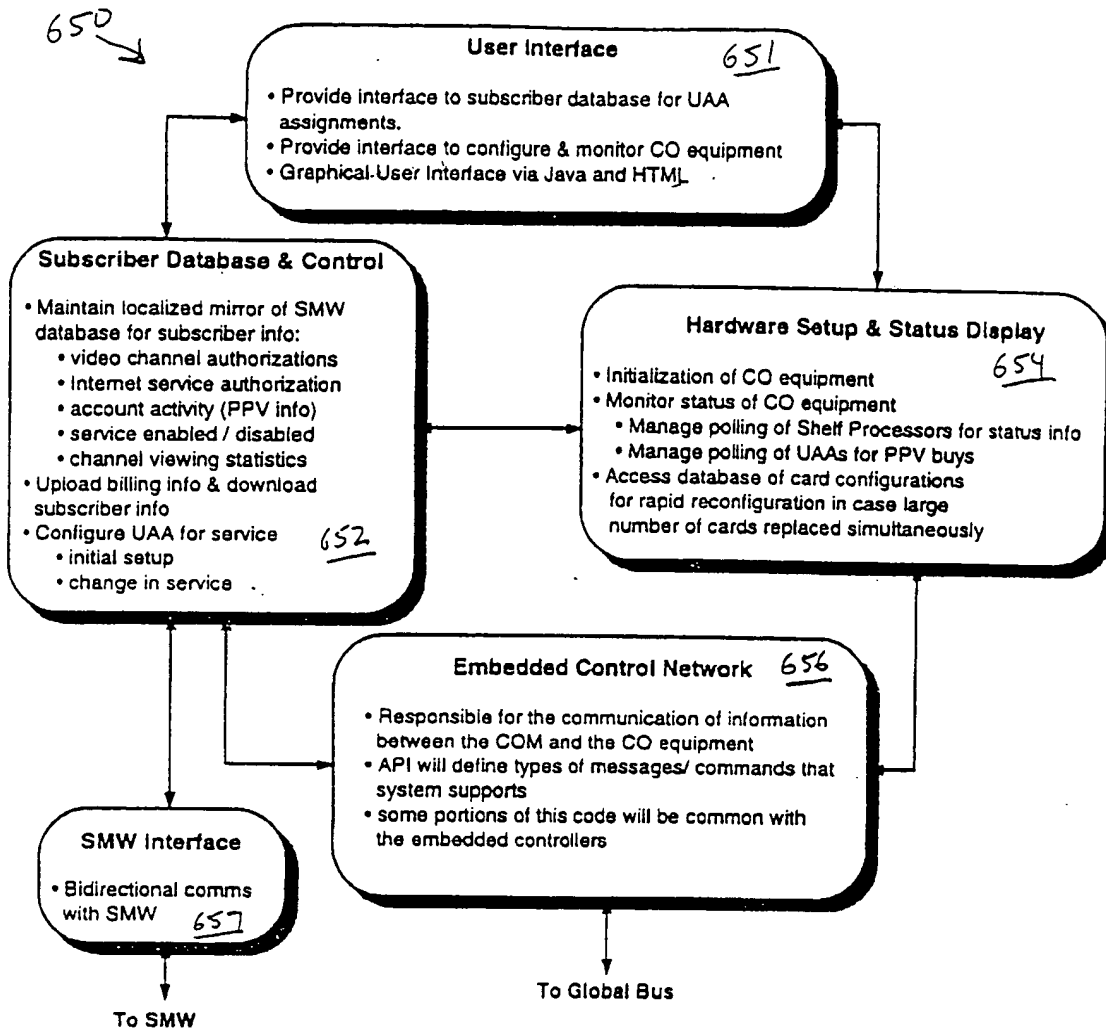 650
User Interface
651
• Provide interface to subscriber database for UAA
assignments.
• Provide interface to configure & monitor CO equipment
• Graphical-User Interface via Java and HTML
Subscriber Database & Control
• Maintain localized mirror of SMW
database for subscriber info:
• video channel authorizations
• Internet service authorization
• account activity (PPV info)
• service enabled / disabled
• channel viewing statistics
• Upload billing info & download
subscriber info
• Configure UAA for service
652
• initial setup
• change in service
Hardware Setup & Status Display
654
• Initialization of CO equipment
• Monitor status of CO equipment
• Manage polling of Shelf Processors for status info
• Manage polling of UAAs for PPV buys
• Access database of card configurations
for rapid reconfiguration in case large
number of cards replaced simultaneously
Embedded Control Network
656
• Responsible for the communication of information
between the COM and the CO equipment
• API will define types of messages/ commands that
system supports
• some portions of this code will be common with
the embedded controllers
SMW Interface
• Bidirectional comms
with SMW
657
To Global Bus
To SMW